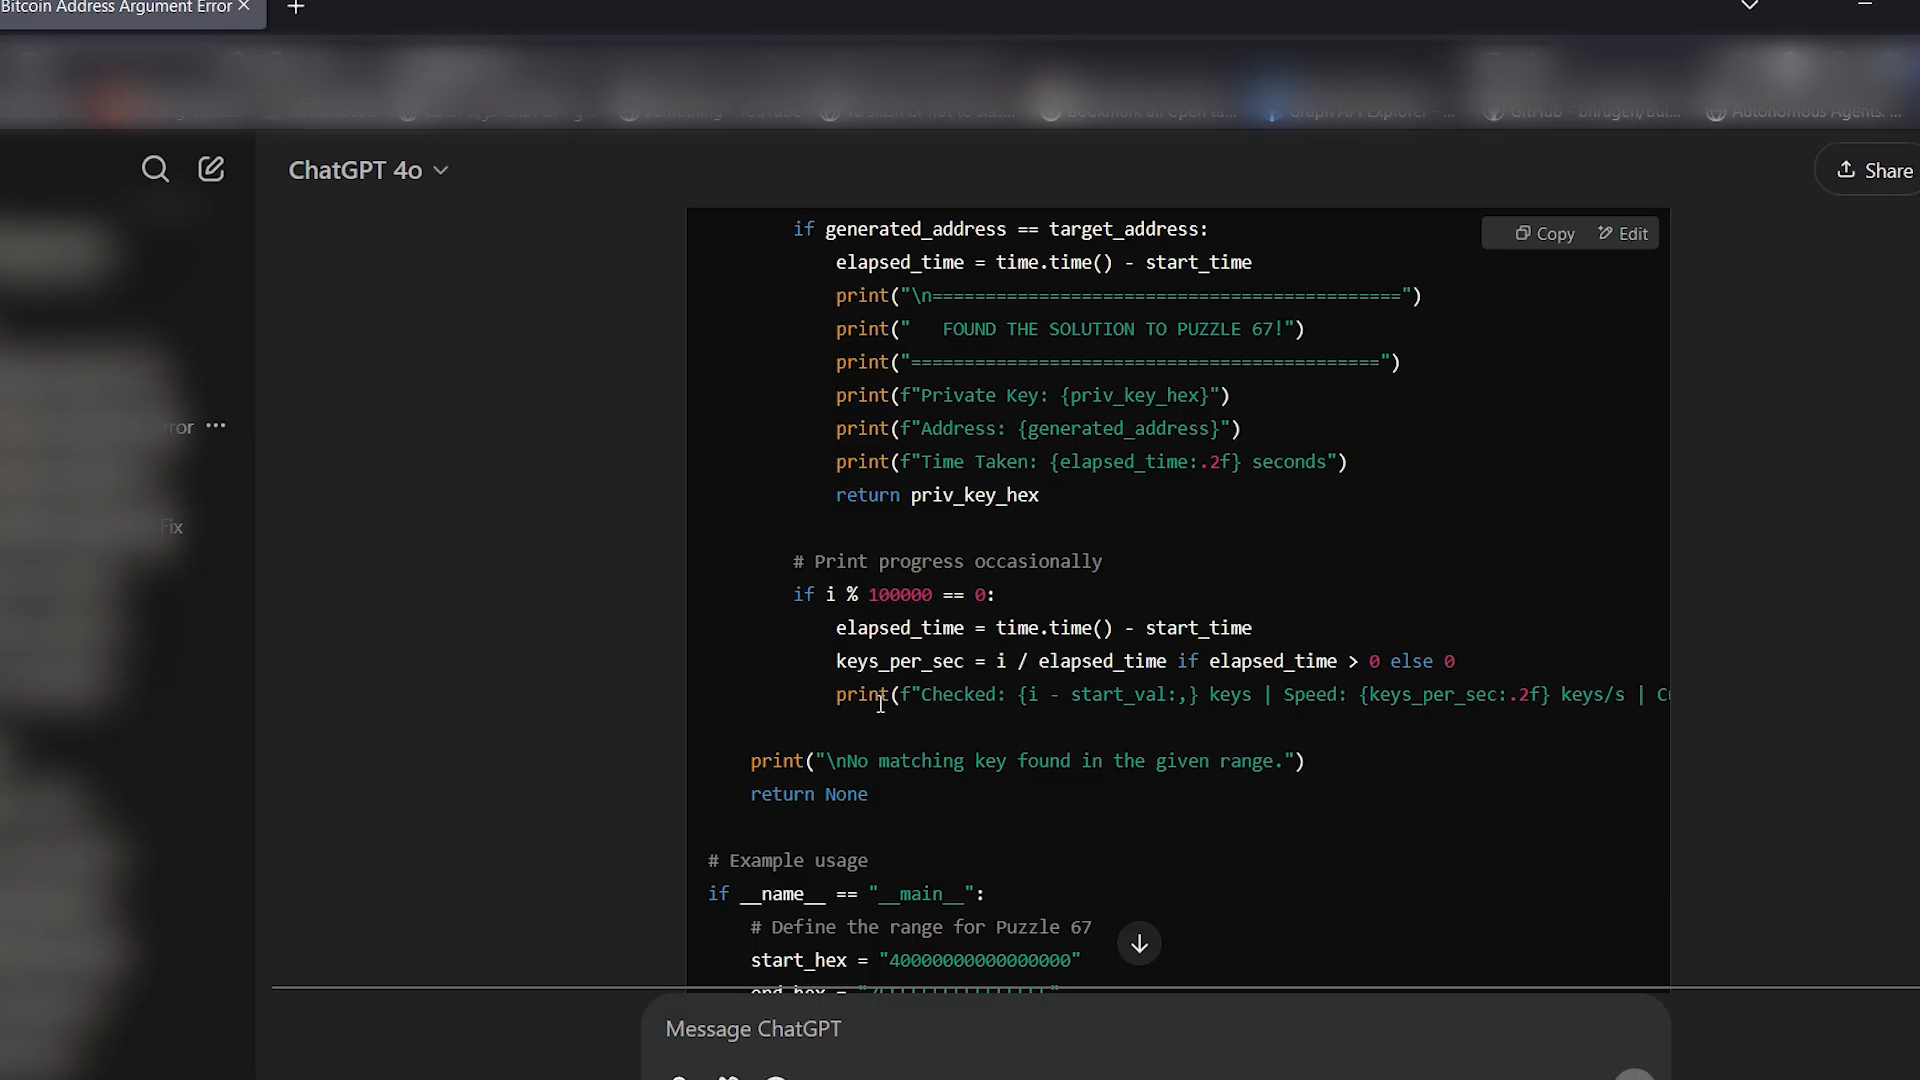 Bitcoin Address Argument Error
ChatGPT 4o
Share
Copy Edit
if generated_address == target_address:
elapsed_time = time.time() - start_time
print("\n============================================")
print("   FOUND THE SOLUTION TO PUZZLE 67!")
print("============================================")
print(f"Private Key: {priv_key_hex}")
print(f"Address: {generated_address}")
print(f"Time Taken: {elapsed_time:.2f} seconds")
return priv_key_hex
# Print progress occasionally
if i % 100000 == 0:
elapsed_time = time.time() - start_time
keys_per_sec = i / elapsed_time if elapsed_time > 0 else 0
print(f"Checked: {i - start_val:,} keys | Speed: {keys_per_sec:.2f} keys/s |
print("\nNo matching key found in the given range.")
return None
# Example usage
if __name__ == "__main__":
# Define the range for Puzzle 67
start_hex = "40000000000000000"
Fix
Message ChatGPT